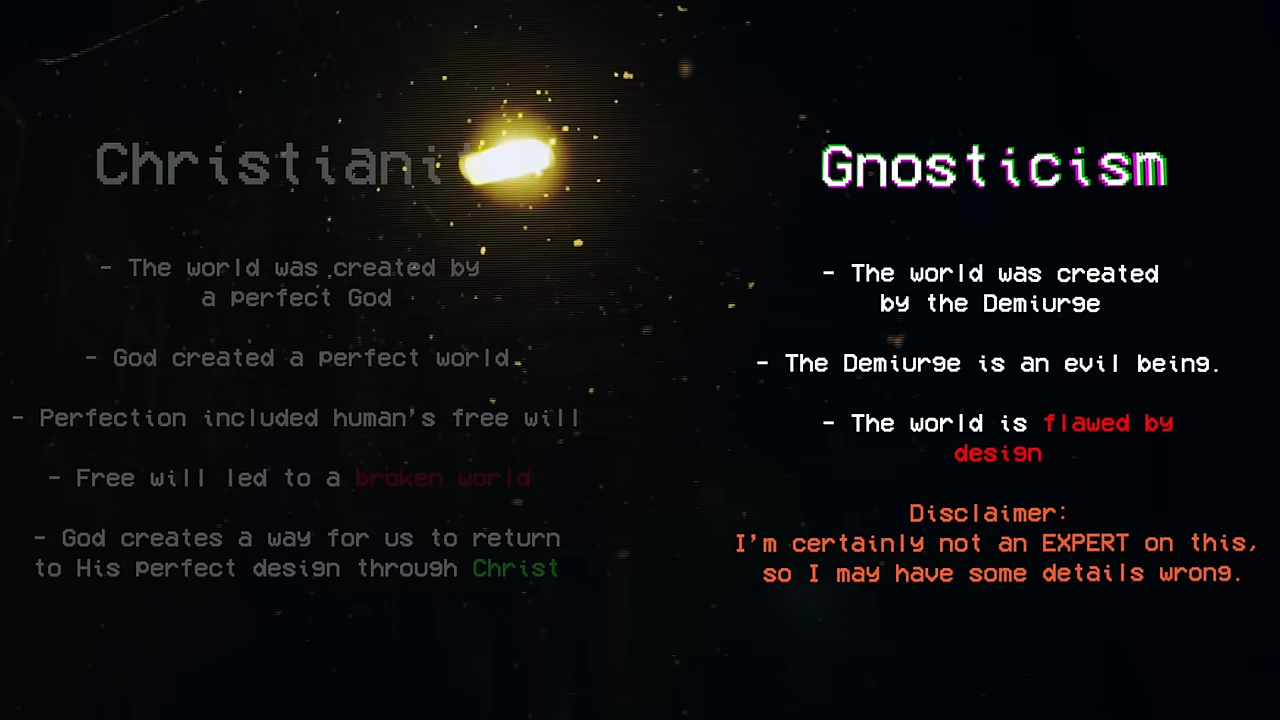 Christiani
- The world was created by
a perfect God
- God created a perfect world.
- Perfection included human's free will
- Free will led to a broken world
- God creates a way for us to return
to His perfect design through Christ
Gnosticism
- The world was created
by the Demiurge
- The Demiurge is an evil being.
- The world is flawed by
design
Disclaimer:
I'm certainly not an EXPERT on this,
so I may have some details wrong.